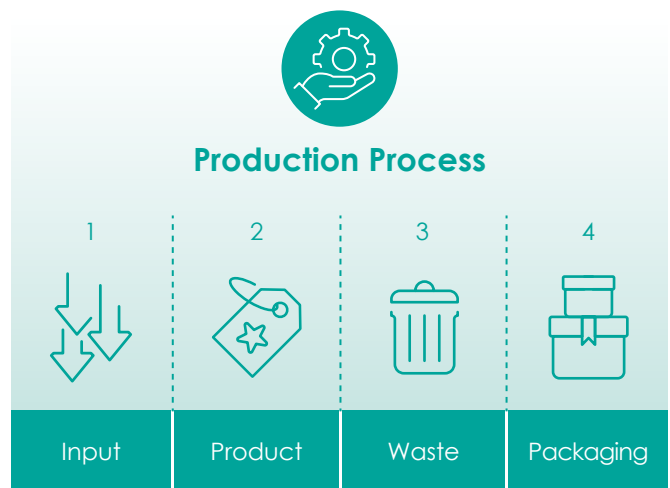 Production Process
1
2
3
4
Input
Product
Waste
Packaging